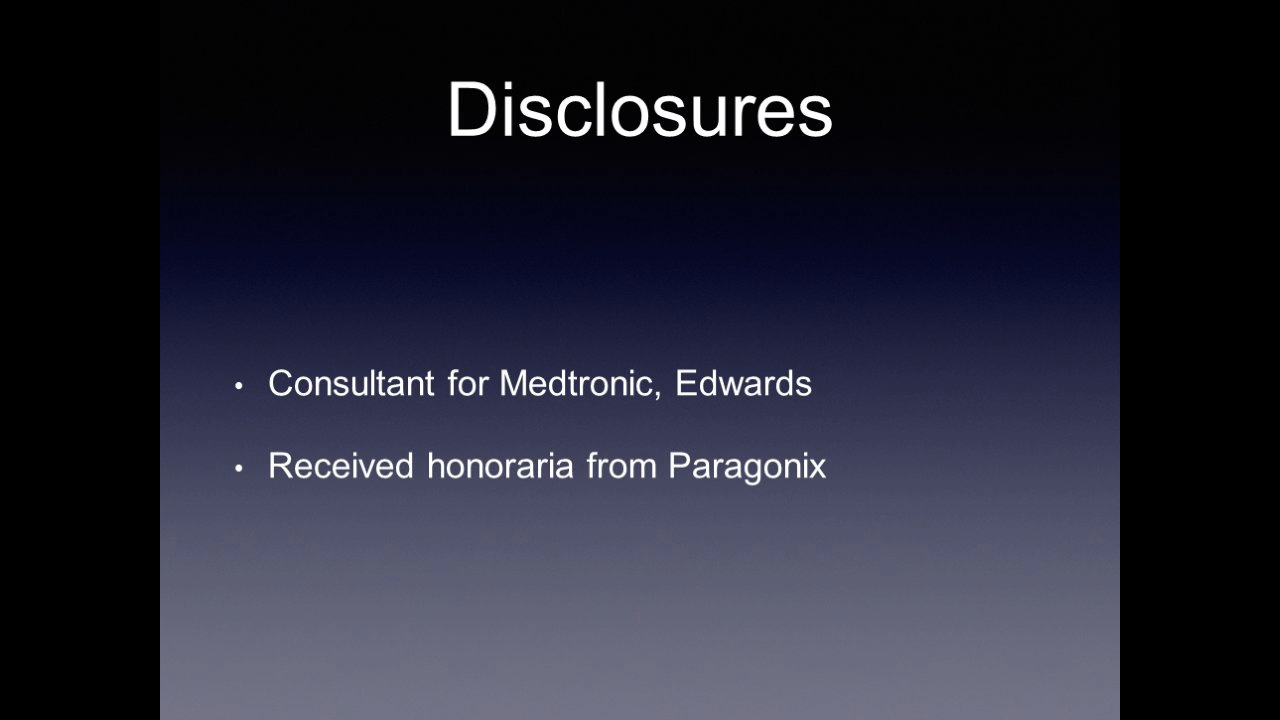 Disclosures
• Consultant for Medtronic, Edwards
• Received honoraria from Paragonix